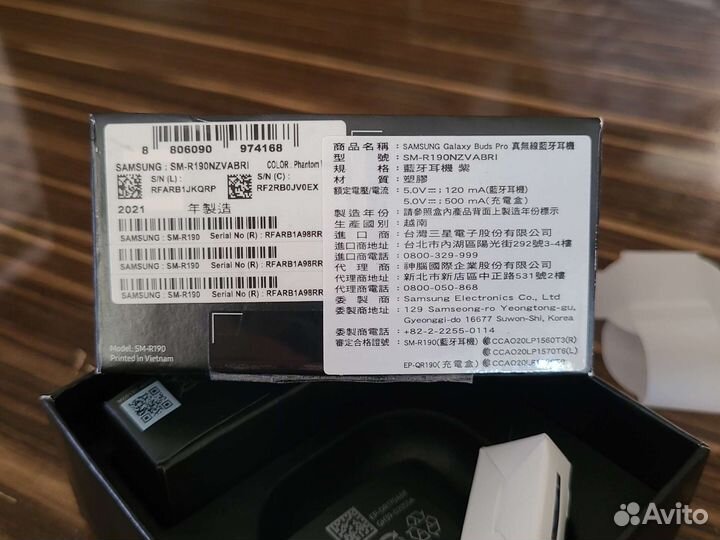 8 806090 974168
SAMSUNG : SM-R190NZVABRI COLOR: Phantom
S/N (L) : RFARB1JKQRP
S/N (C) : RF2RB0JV0EX
2021 年製造
SAMSUNG : SM-R190 Serial No (R) : RFARB1A98RR
SAMSUNG : SM-R190 Serial No (R) : RFARB1A98RR
SAMSUNG : SM-R190 Serial No (R) : RFARB1A98RR
Model: SM-R190
Printed in Vietnam
商品名稱: SAMSUNG Galaxy Buds Pro 真無線藍牙耳機
型號: SM-R190NZVABRI
規格: 藍牙耳機 紫
材質: 塑膠
額定電壓/電流: 5.0V⎓; 120 mA(藍牙耳機)
5.0V⎓; 500 mA(充電盒)
製造年份: 請參照盒內產品背面上製造年份標示
生產國別: 越南
進口商: 台灣三星電子股份有限公司
進口商地址: 台北市內湖區陽光街292號3-4樓
進口商電話: 0800-329-999
代理商: 神腦國際企業股份有限公司
代理商地址: 新北市新店區中正路531號2樓
代理商電話: 0800-050-868
委製商: Samsung Electronics Co., Ltd
委製商地址: 129 Samseong-ro Yeongtong-gu,
Gyeonggi-do 16677 Suwon-Shi, Korea
委製商電話: +82-2-2255-0114
審定合格證號: SM-R190(藍牙耳機) CCAO20LP1560T3(R)
CCAO20LP1570T6(L)
EP-QR190(充電盒)
Avito